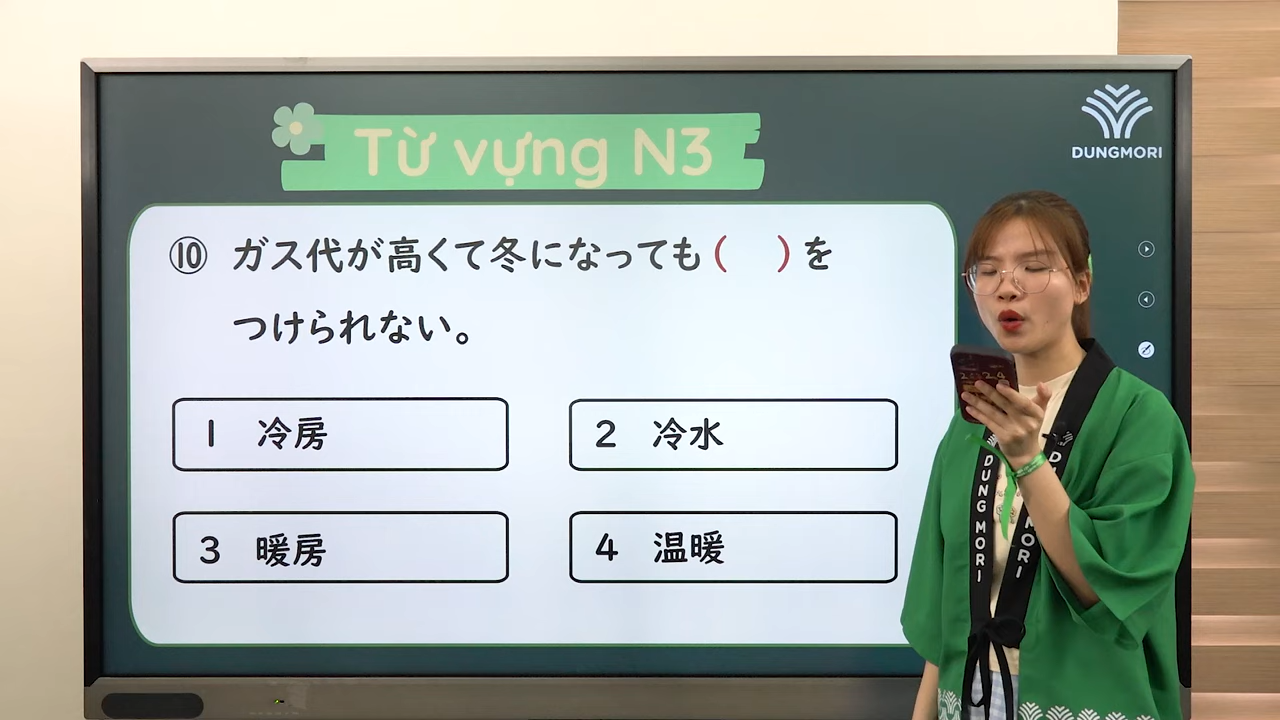 Từ vựng N3
DUNGMORI
⑩ ガス代が高くて冬になっても( )を
つけられない。
1 冷房
2 冷水
3 暖房
4 温暖
DUNG MORI
MORI